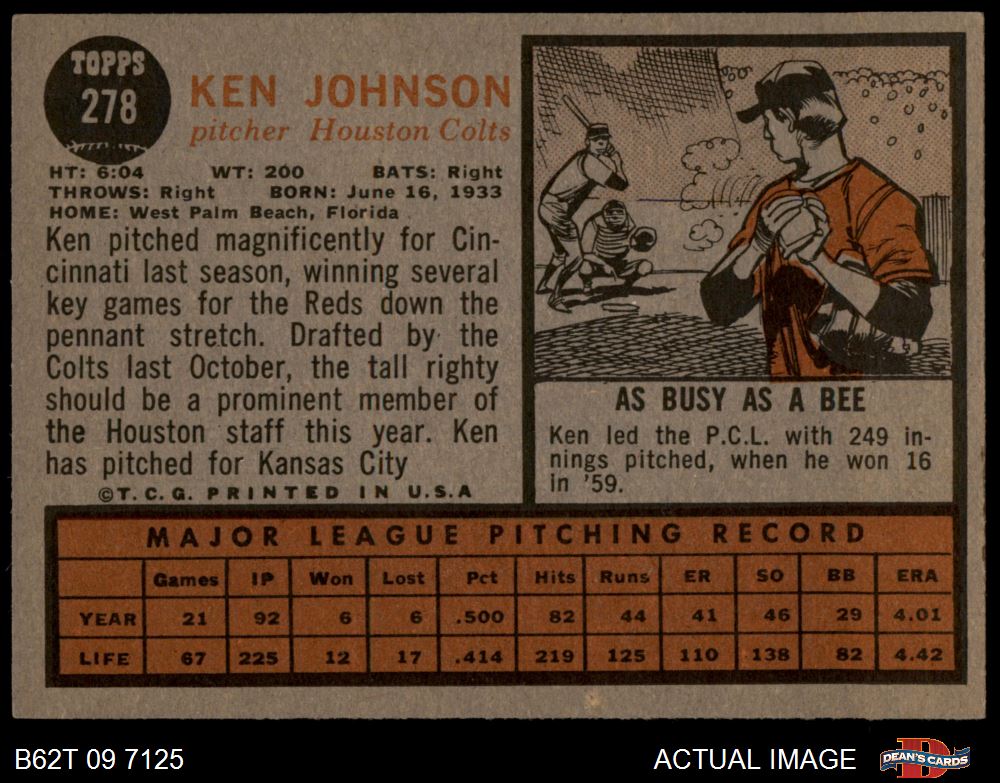 TOPPS
278
KEN JOHNSON
pitcher Houston Colts
HT: 6:04 WT: 200 BATS: Right
THROWS: Right BORN: June 16, 1933
HOME: West Palm Beach, Florida
Ken pitched magnificently for Cin-
cinnati last season, winning several
key games for the Reds down the
pennant stretch. Drafted by the
Colts last October, the tall righty
should be a prominent member of
the Houston staff this year. Ken
has pitched for Kansas City
©T.C.G. PRINTED IN U.S.A
AS BUSY AS A BEE
Ken led the P.C.L. with 249 in-
nings pitched, when he won 16
in '59.
MAJOR LEAGUE PITCHING RECORD
Games IP Won Lost Pct Hits Runs ER SO BB ERA
YEAR 21 92 6 6 .500 82 44 41 46 29 4.01
LIFE 67 225 12 17 .414 219 125 110 138 82 4.42
B62T 09 7125 ACTUAL IMAGE DEAN'S CARDS